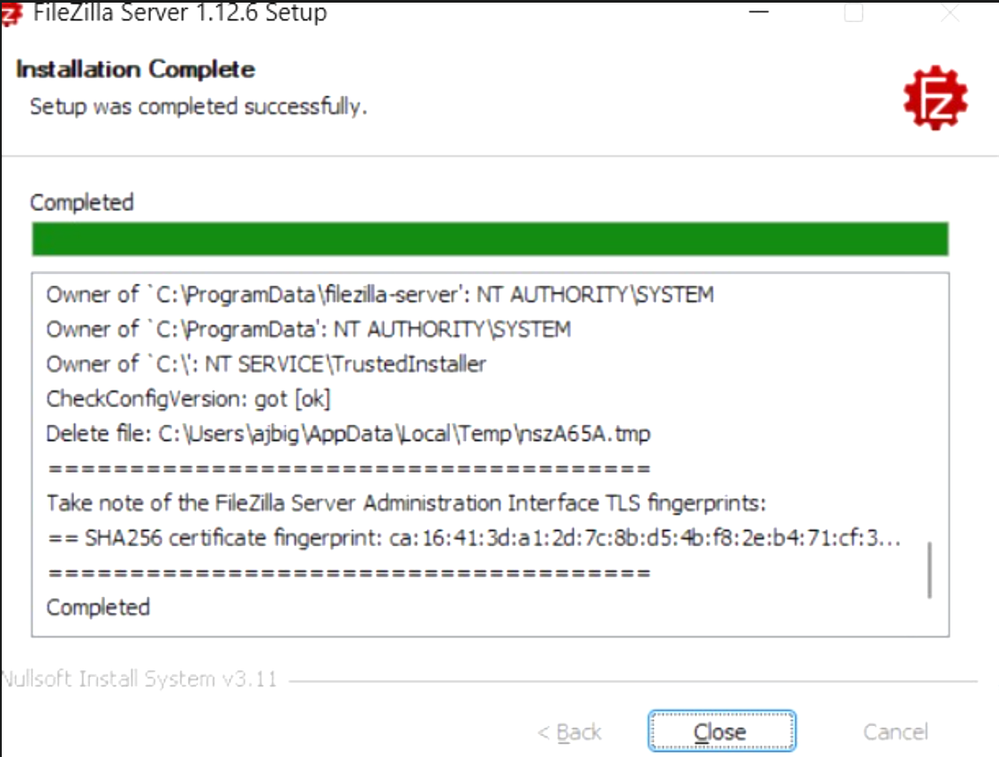 FileZilla Server 1.12.6 Setup
Installation Complete
Setup was completed successfully.
Completed
Owner of `C:\ProgramData\filezilla-server': NT AUTHORITY\SYSTEM
Owner of `C:\ProgramData': NT AUTHORITY\SYSTEM
Owner of `C:\': NT SERVICE\TrustedInstaller
CheckConfigVersion: got [ok]
Delete file: C:\Users\ajbig\AppData\Local\Temp\nszA65A.tmp
=====================================
Take note of the FileZilla Server Administration Interface TLS fingerprints:
== SHA256 certificate fingerprint: ca:16:41:3d:a1:2d:7c:8b:d5:4b:f8:2e:b4:71:cf:3...
=====================================
Completed
Nullsoft Install System v3.11
< Back Close Cancel